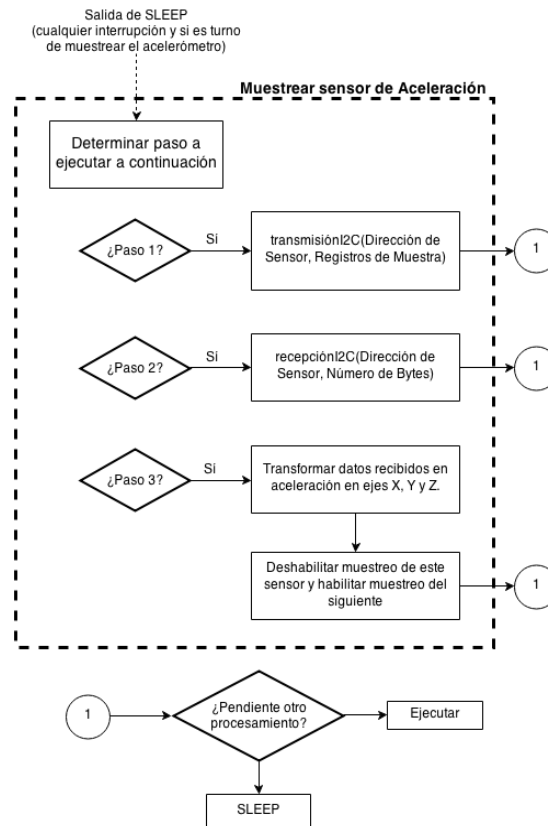 Salida de SLEEP
(cualquier interrupción y si es turno
de muestrear el acelerómetro)
Muestrear sensor de Aceleración
Determinar paso a
ejecutar a continuación
¿Paso 1?
Sí
transmisiónI2C(Dirección de
Sensor, Registros de Muestra)
1
¿Paso 2?
Sí
recepciónI2C(Dirección de
Sensor, Número de Bytes)
1
¿Paso 3?
Sí
Transformar datos recibidos en
aceleración en ejes X, Y y Z.
Deshabilitar muestreo de este
sensor y habilitar muestreo del
siguiente
1
1
¿Pendiente otro
procesamiento?
Ejecutar
SLEEP